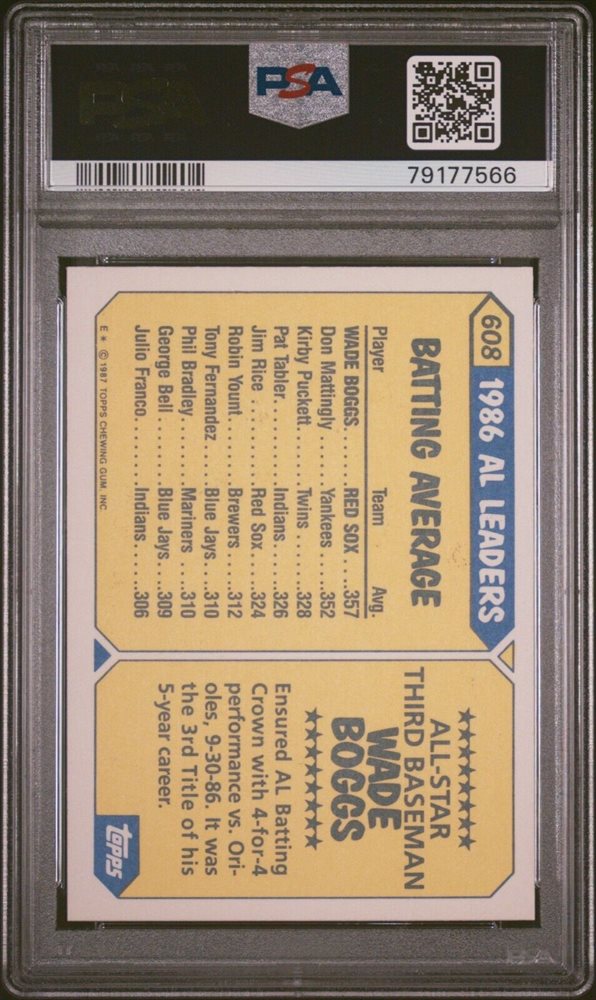 PSA
79177566
608 1986 AL LEADERS
BATTING AVERAGE
Player Team Avg.
WADE BOGGS. . . . . RED SOX . . . .357
Don Mattingly . . . . . Yankees . . . .352
Kirby Puckett. . . . . . Twins . . . . . .328
Pat Tabler. . . . . . . . Indians. . . . .326
Jim Rice . . . . . . . . Red Sox . . . .324
Robin Yount . . . . . . Brewers . . . .312
Tony Fernandez . . . . Blue Jays . . .310
Phil Bradley . . . . . . Mariners . . . .310
George Bell . . . . . . Blue Jays. . . .309
Julio Franco. . . . . . . Indians. . . . .306
E * © 1987 TOPPS CHEWING GUM, INC.
ALL-STAR
THIRD BASEMAN
WADE
BOGGS
Ensured AL Batting
Crown with 4-for-4
performance vs. Ori-
oles, 9-30-86. It was
the 3rd Title of his
5-year career.
topps
PSA